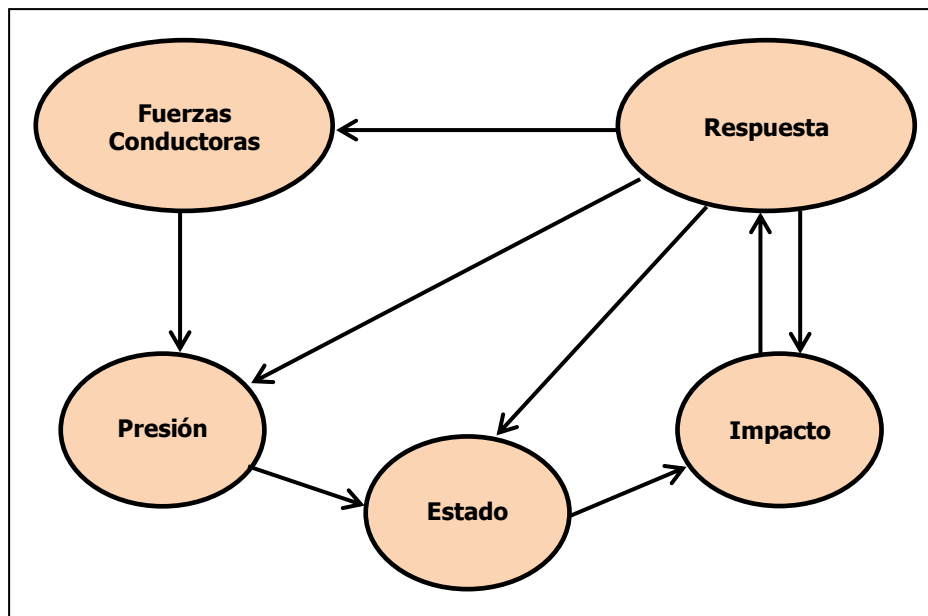 Fuerzas
Conductoras
Respuesta
Presión
Impacto
Estado